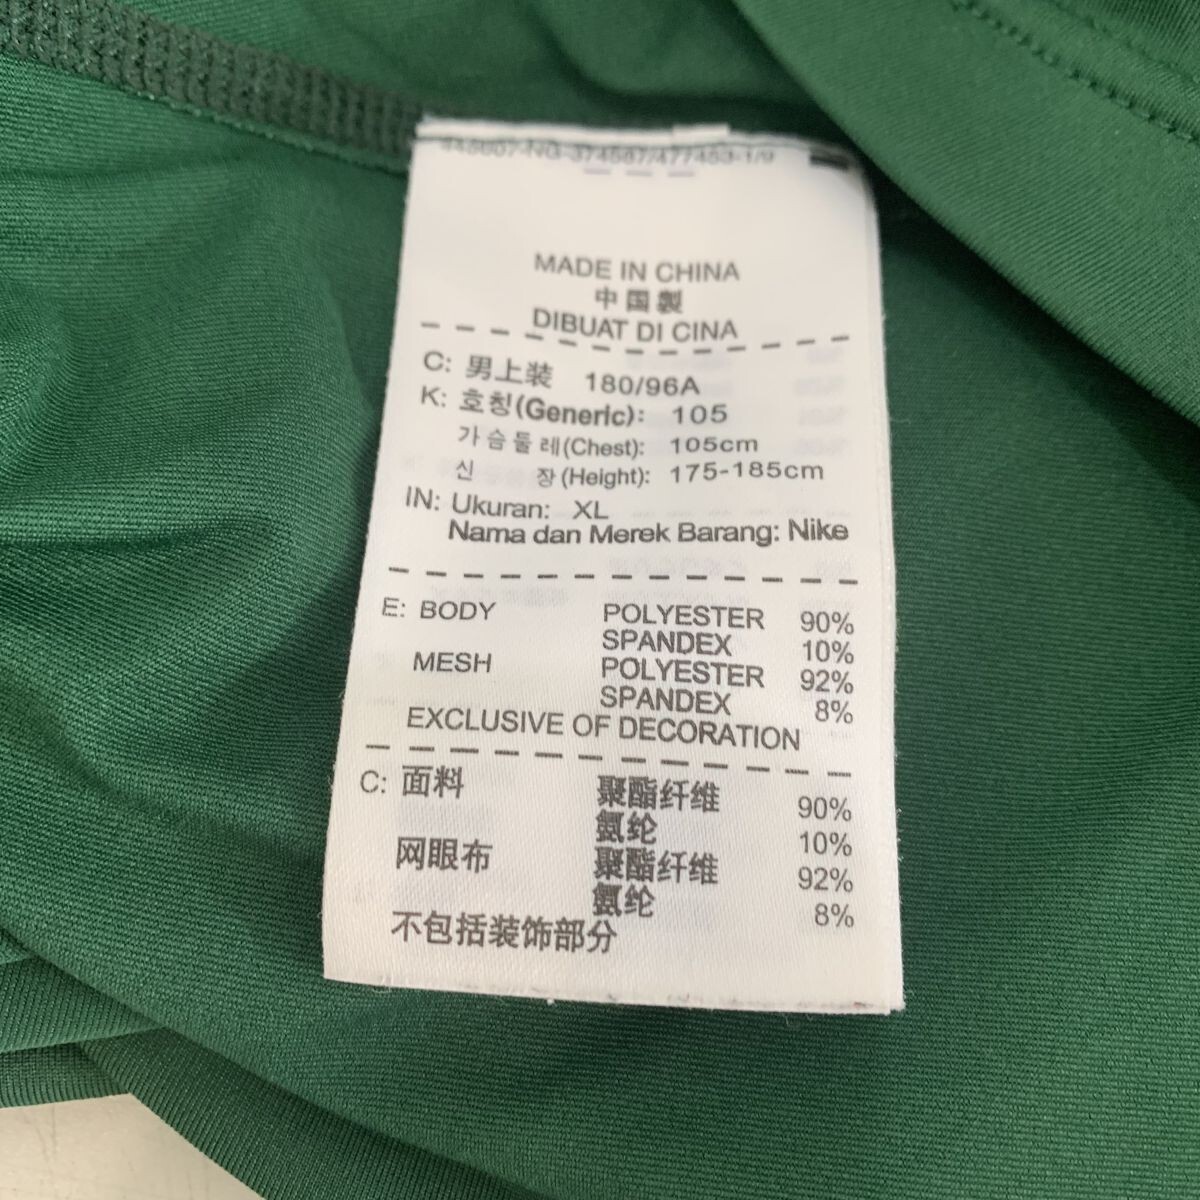 MADE IN CHINA
中国製
DIBUAT DI CINA
C: 男上装 180/96A
K: 호칭(Generic): 105
가슴둘레(Chest): 105cm
신 장(Height): 175-185cm
IN: Ukuran: XL
Nama dan Merek Barang: Nike
E: BODY POLYESTER 90%
SPANDEX 10%
MESH POLYESTER 92%
SPANDEX 8%
EXCLUSIVE OF DECORATION
C: 面料 聚酯纤维 90%
氨纶 10%
网眼布 聚酯纤维 92%
氨纶 8%
不包括装饰部分